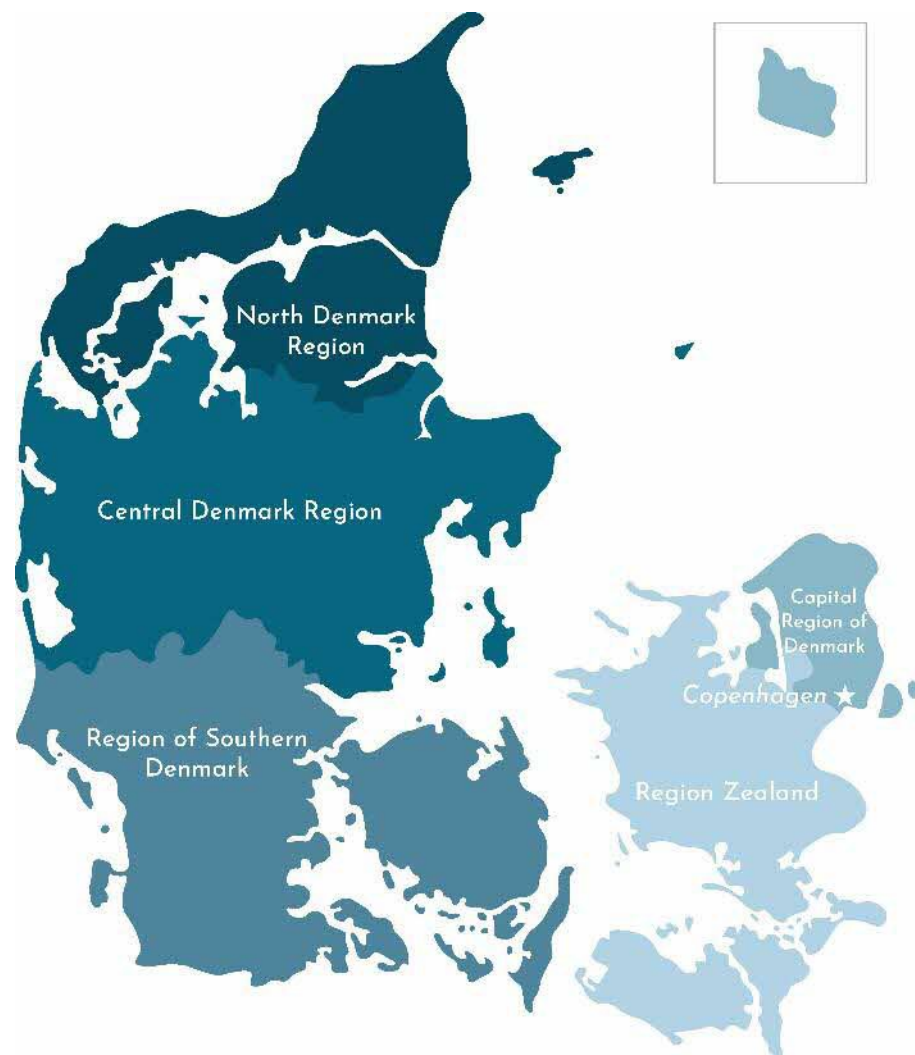 North Denmark
Region
Central Denmark Region
Capital
Region of
Denmark
Copenhagen
Region of Southern
Denmark
Region Zealand